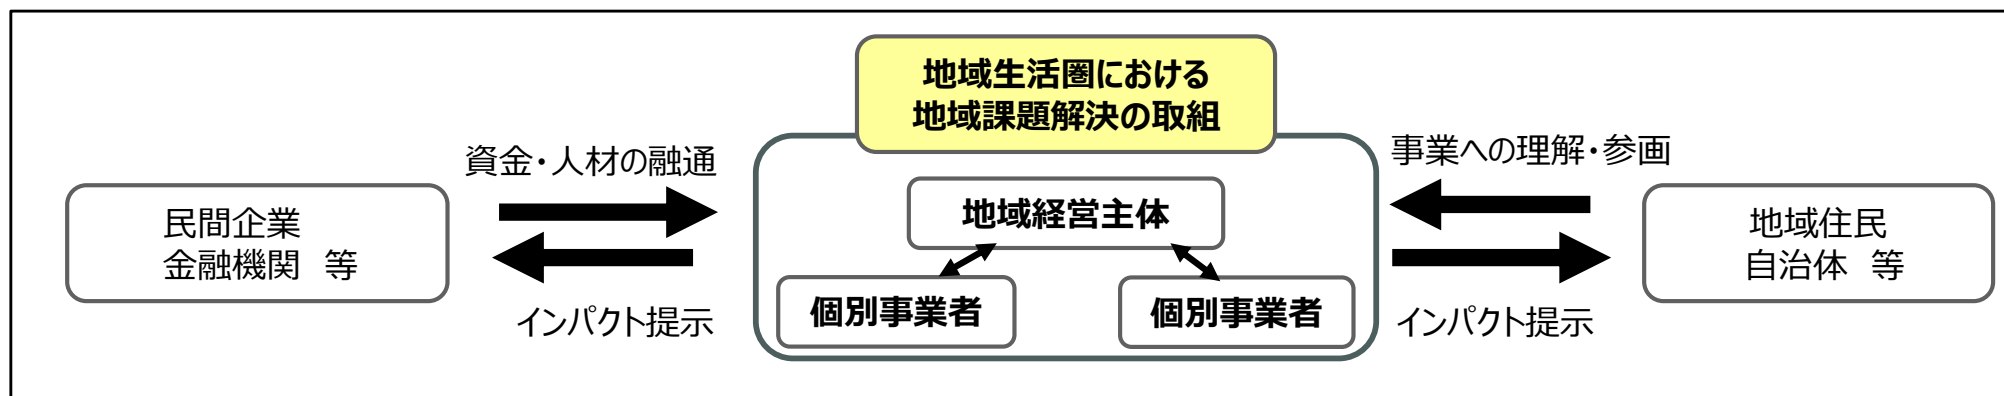 地域生活圏における
地域課題解決の取組
資金・人材の融通
事業への理解・参画
民間企業
金融機関 等
地域経営主体
地域住民
自治体 等
個別事業者
個別事業者
インパクト提示
インパクト提示